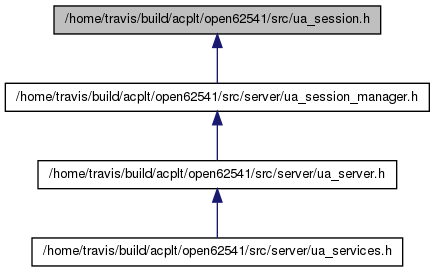 /home/travis/build/acplt/open62541/src/ua_session.h
/home/travis/build/acplt/open62541/src/server/ua_session_manager.h
/home/travis/build/acplt/open62541/src/server/ua_server.h
/home/travis/build/acplt/open62541/src/server/ua_services.h